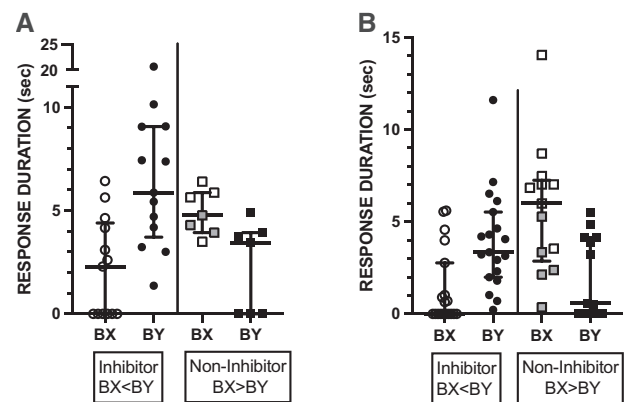 A
RESPONSE DURATION (sec)
25
20
10
5
0
BX BY BX BY
Inhibitor
BX<BY
Non-Inhibitor
BX>BY
B
RESPONSE DURATION (sec)
15
10
5
0
BX BY BX BY
Inhibitor
BX<BY
Non-Inhibitor
BX>BY